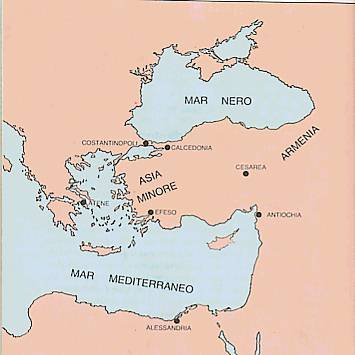 MAR NERO
COSTANTINOPOLI
CALCEDONIA
ARMENIA
CESAREA
ASIA
MINORE
ATENE
EFESO
ANTIOCHIA
MAR MEDITERRANEO
ALESSANDRIA